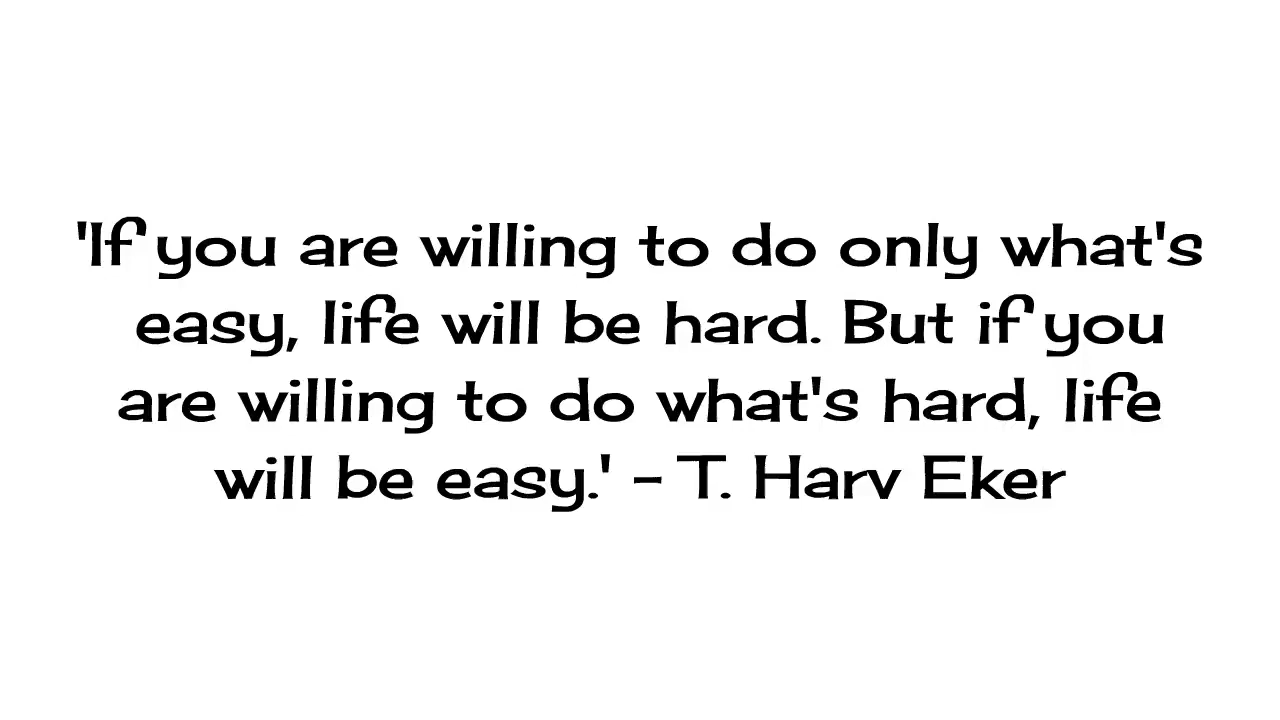 'If you are willing to do only what's
easy, life will be hard. But if you
are willing to do what's hard, life
will be easy.' - T. Harv Eker